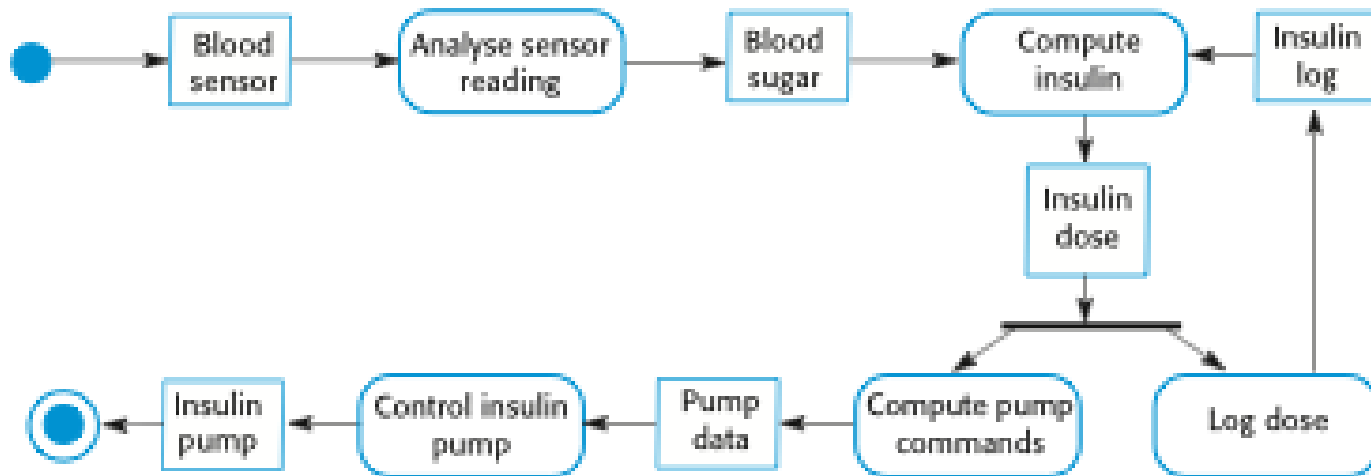 Blood
sensor
Analyse sensor
reading
Blood
sugar
Compute
insulin
Insulin
log
Insulin
dose
Insulin
pump
Control insulin
pump
Pump
data
Compute pump
commands
Log dose